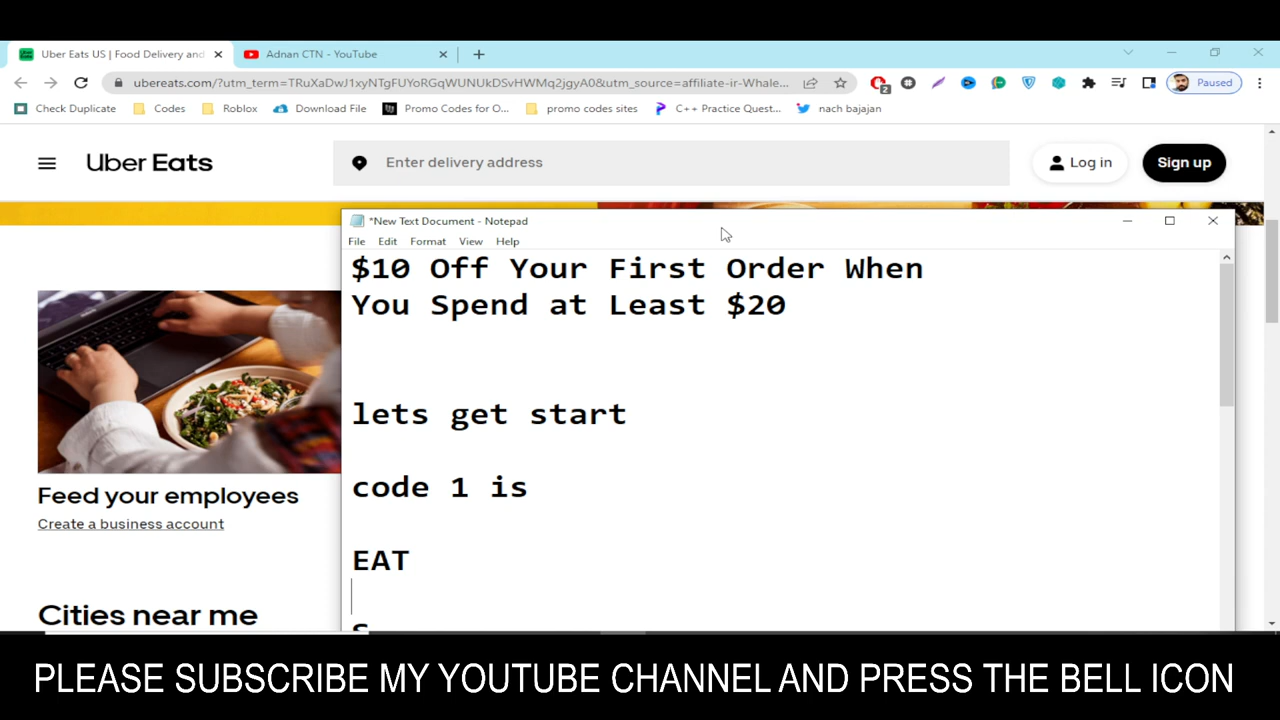 Uber Eats US | Food Delivery and
Adnan CTN - YouTube
ubereats.com/?utm_term=TRuXaDwJ1xyNTgFUYoRGqWUNUkDSvHWMq2jgyA0&utm_source=affiliate-ir-Whale...
2
Paused
Check Duplicate
Codes
Roblox
Download File
Promo Codes for O...
promo codes sites
C++ Practice Quest...
nach bajajan
Uber Eats
Enter delivery address
Log in
Sign up
*New Text Document - Notepad
File Edit Format View Help
$10 Off Your First Order When
You Spend at Least $20
lets get start
code 1 is
EAT
Feed your employees
Create a business account
Cities near me
PLEASE SUBSCRIBE MY YOUTUBE CHANNEL AND PRESS THE BELL ICON